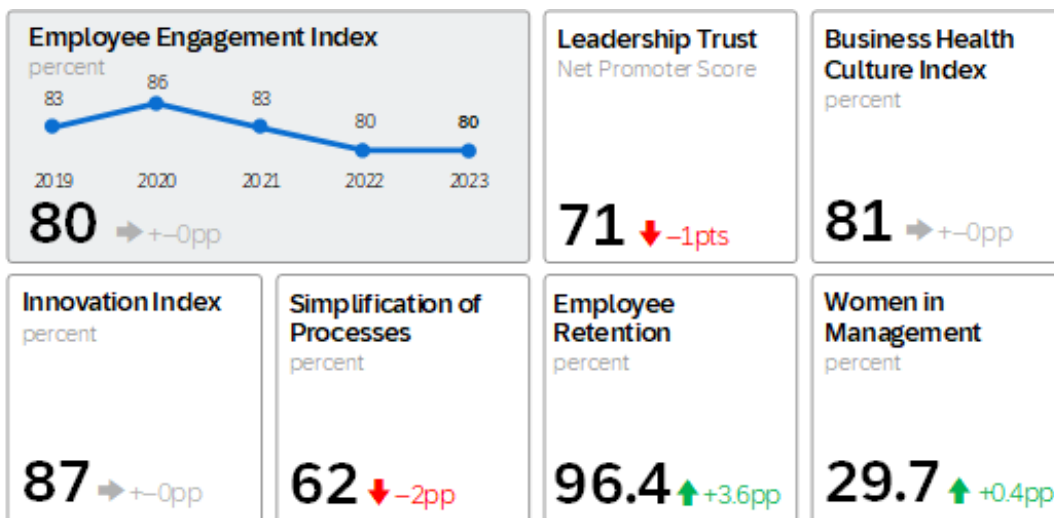 Employee Engagement Index
percent
83
86
83
80
80
2019
2020
2021
2022
2023
80 +–0pp
Leadership Trust
Net Promoter Score
71 –1pts
Business Health
Culture Index
percent
81 +–0pp
Innovation Index
percent
87 +–0pp
Simplification of
Processes
percent
62 –2pp
Employee
Retention
percent
96.4 +3.6pp
Women in
Management
percent
29.7 +0.4pp